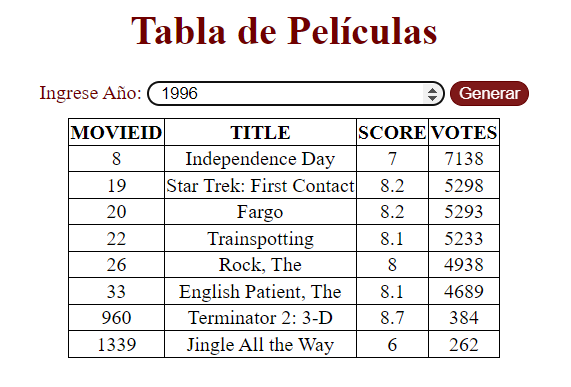 Tabla de Películas
Ingrese Año: 1996 Generar
MOVIEID TITLE SCORE VOTES
8 Independence Day 7 7138
19 Star Trek: First Contact 8.2 5298
20 Fargo 8.2 5293
22 Trainspotting 8.1 5233
26 Rock, The 8 4938
33 English Patient, The 8.1 4689
960 Terminator 2: 3-D 8.7 384
1339 Jingle All the Way 6 262